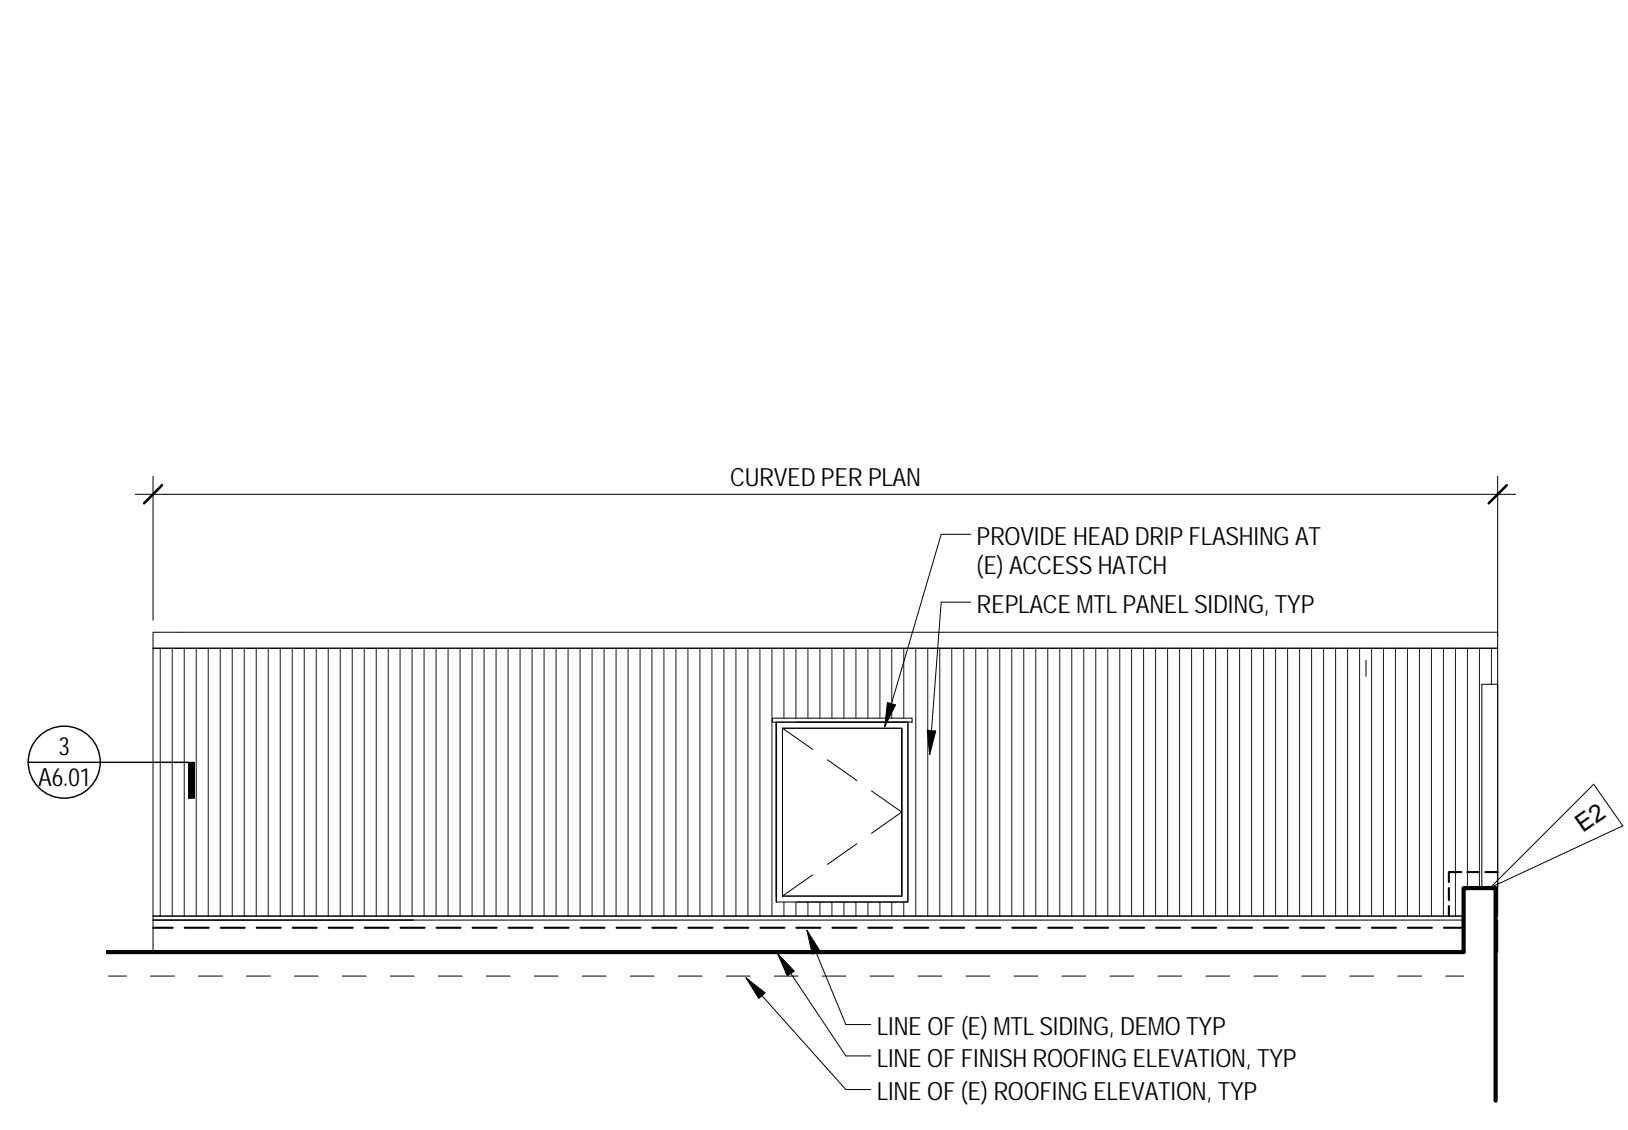 CURVED PER PLAN
PROVIDE HEAD DRIP FLASHING AT
(E) ACCESS HATCH
REPLACE MTL PANEL SIDING, TYP
3
A6.01
E2
LINE OF (E) MTL SIDING, DEMO TYP
LINE OF FINISH ROOFING ELEVATION, TYP
LINE OF (E) ROOFING ELEVATION, TYP